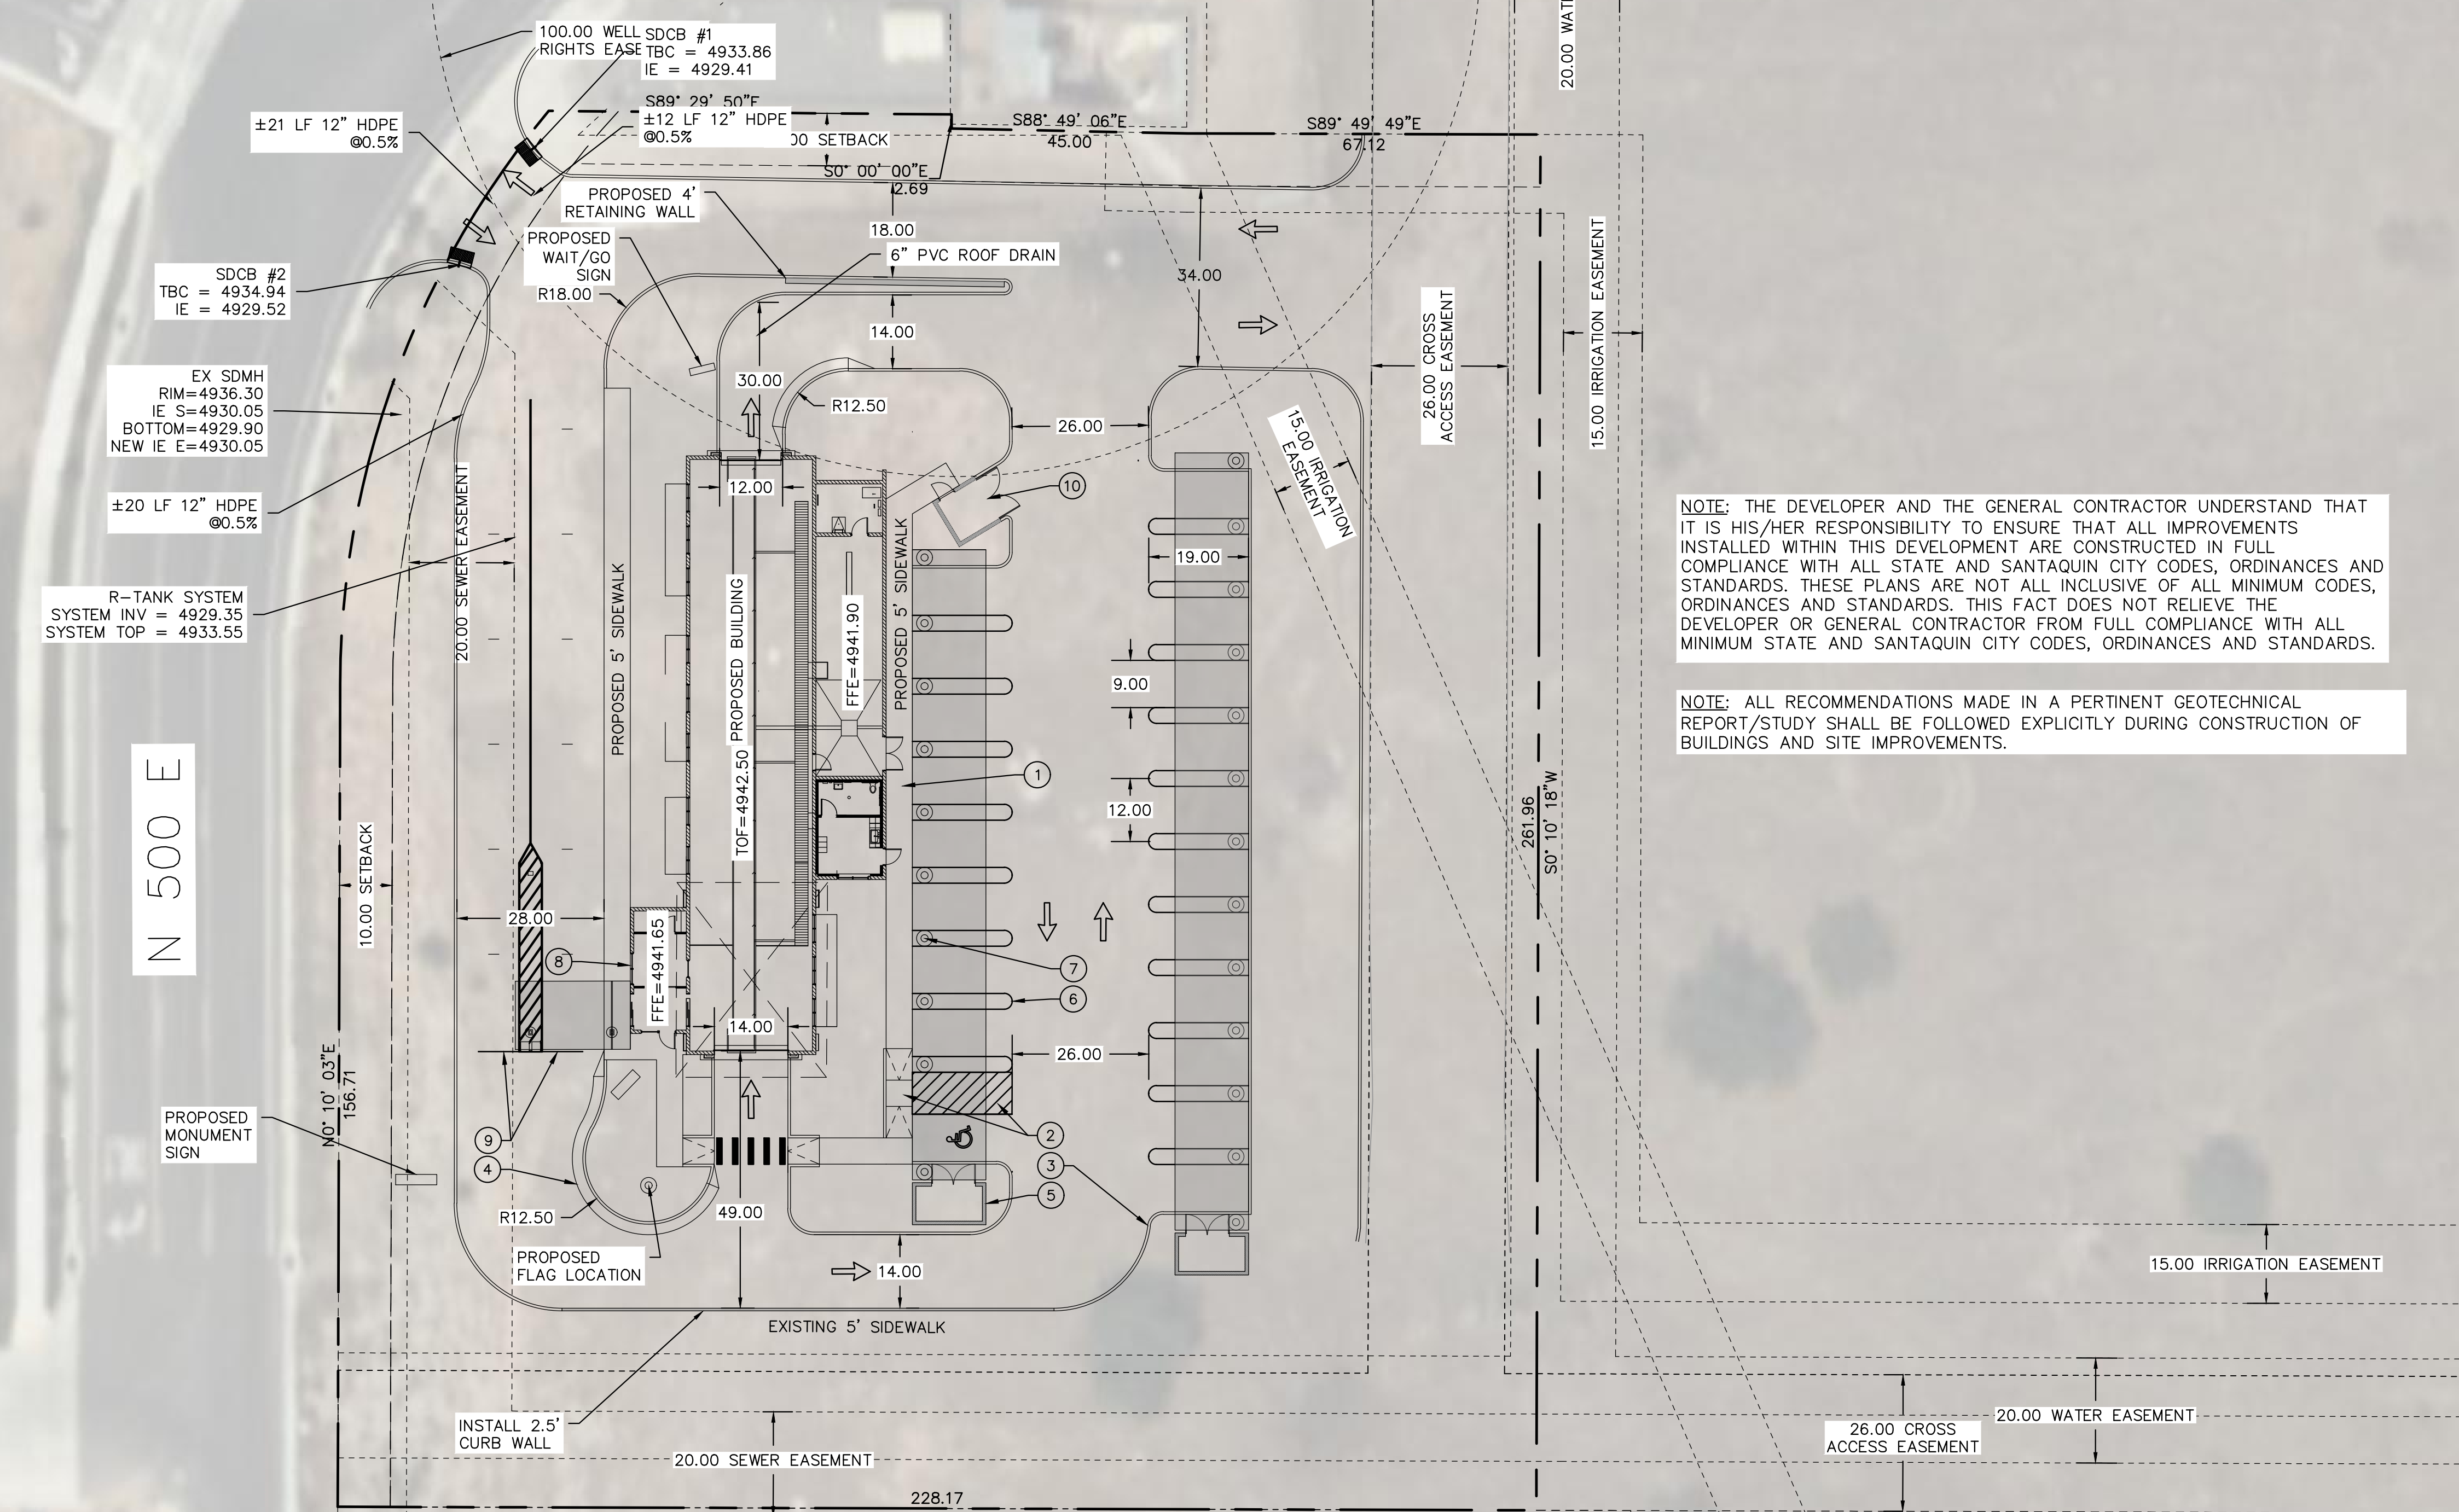 100.00 WELL
RIGHTS EASE
SDCB #1
TBC = 4933.86
IE = 4929.41
20.00 WAT
±21 LF 12" HDPE
@0.5%
S89° 29' 50"E
±12 LF 12" HDPE
@0.5%
00 SETBACK
S88° 49' 06"E
45.00
S89° 49' 49"E
67.12
S0° 00' 00"E
2.69
PROPOSED 4'
RETAINING WALL
18.00
PROPOSED
WAIT/GO
SIGN
6" PVC ROOF DRAIN
SDCB #2
TBC = 4934.94
IE = 4929.52
R18.00
34.00
14.00
26.00 CROSS
ACCESS EASEMENT
15.00 IRRIGATION EASEMENT
EX SDMH
RIM=4936.30
IE S=4930.05
BOTTOM=4929.90
NEW IE E=4930.05
30.00
R12.50
26.00
15.00 IRRIGATION
EASEMENT
12.00
10
±20 LF 12" HDPE
@0.5%
20.00 SEWER EASEMENT
PROPOSED 5' SIDEWALK
TOF=4942.50 PROPOSED BUILDING
FFE=4941.90
PROPOSED 5' SIDEWALK
19.00
NOTE: THE DEVELOPER AND THE GENERAL CONTRACTOR UNDERSTAND THAT
IT IS HIS/HER RESPONSIBILITY TO ENSURE THAT ALL IMPROVEMENTS
INSTALLED WITHIN THIS DEVELOPMENT ARE CONSTRUCTED IN FULL
COMPLIANCE WITH ALL STATE AND SANTAQUIN CITY CODES, ORDINANCES AND
STANDARDS. THESE PLANS ARE NOT ALL INCLUSIVE OF ALL MINIMUM CODES,
ORDINANCES AND STANDARDS. THIS FACT DOES NOT RELIEVE THE
DEVELOPER OR GENERAL CONTRACTOR FROM FULL COMPLIANCE WITH ALL
MINIMUM STATE AND SANTAQUIN CITY CODES, ORDINANCES AND STANDARDS.
R-TANK SYSTEM
SYSTEM INV = 4929.35
SYSTEM TOP = 4933.55
9.00
NOTE: ALL RECOMMENDATIONS MADE IN A PERTINENT GEOTECHNICAL
REPORT/STUDY SHALL BE FOLLOWED EXPLICITLY DURING CONSTRUCTION OF
BUILDINGS AND SITE IMPROVEMENTS.
N 500 E
1
12.00
261.96
S0° 10' 18"W
10.00 SETBACK
28.00
8
FFE=4941.65
7
6
14.00
26.00
N0° 10' 03"E
156.71
PROPOSED
MONUMENT
SIGN
9
4
2
3
5
R12.50
49.00
PROPOSED
FLAG LOCATION
14.00
15.00 IRRIGATION EASEMENT
EXISTING 5' SIDEWALK
INSTALL 2.5'
CURB WALL
20.00 SEWER EASEMENT
26.00 CROSS
ACCESS EASEMENT
20.00 WATER EASEMENT
228.17